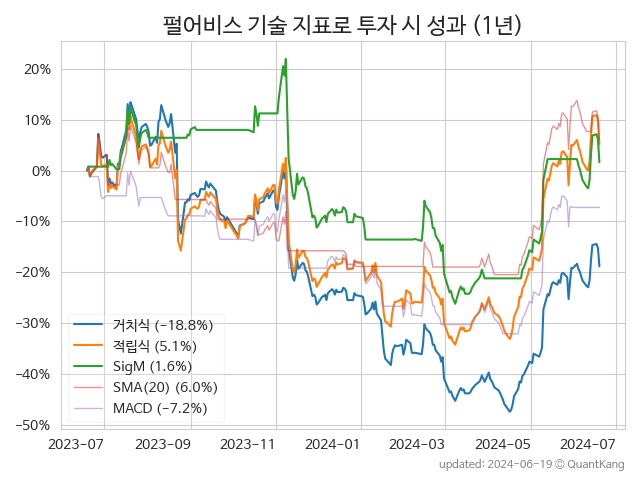 펄어비스 기술 지표로 투자 시 성과 (1년)
20%
10%
0%
−10%
−20%
−30%
−40%
−50%
거치식 (−18.8%)
적립식 (5.1%)
SigM (1.6%)
SMA(20) (6.0%)
MACD (−7.2%)
2023-07 2023-09 2023-11 2024-01 2024-03 2024-05 2024-07
updated: 2024-06-19 © QuantKang